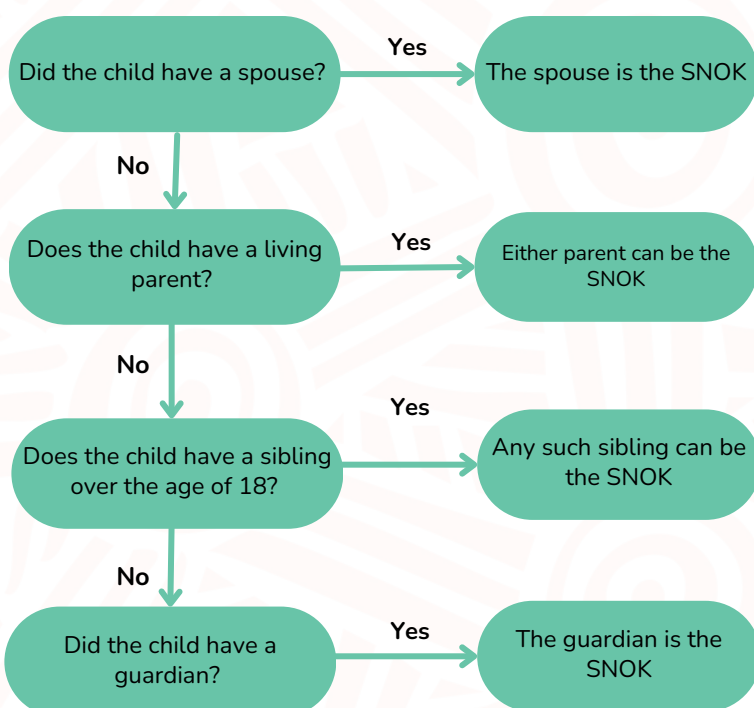 Did the child have a spouse?
Yes
The spouse is the SNOK
No
Does the child have a living
parent?
Yes
Either parent can be the
SNOK
No
Does the child have a sibling
over the age of 18?
Yes
Any such sibling can be
the SNOK
No
Did the child have a
guardian?
Yes
The guardian is the
SNOK